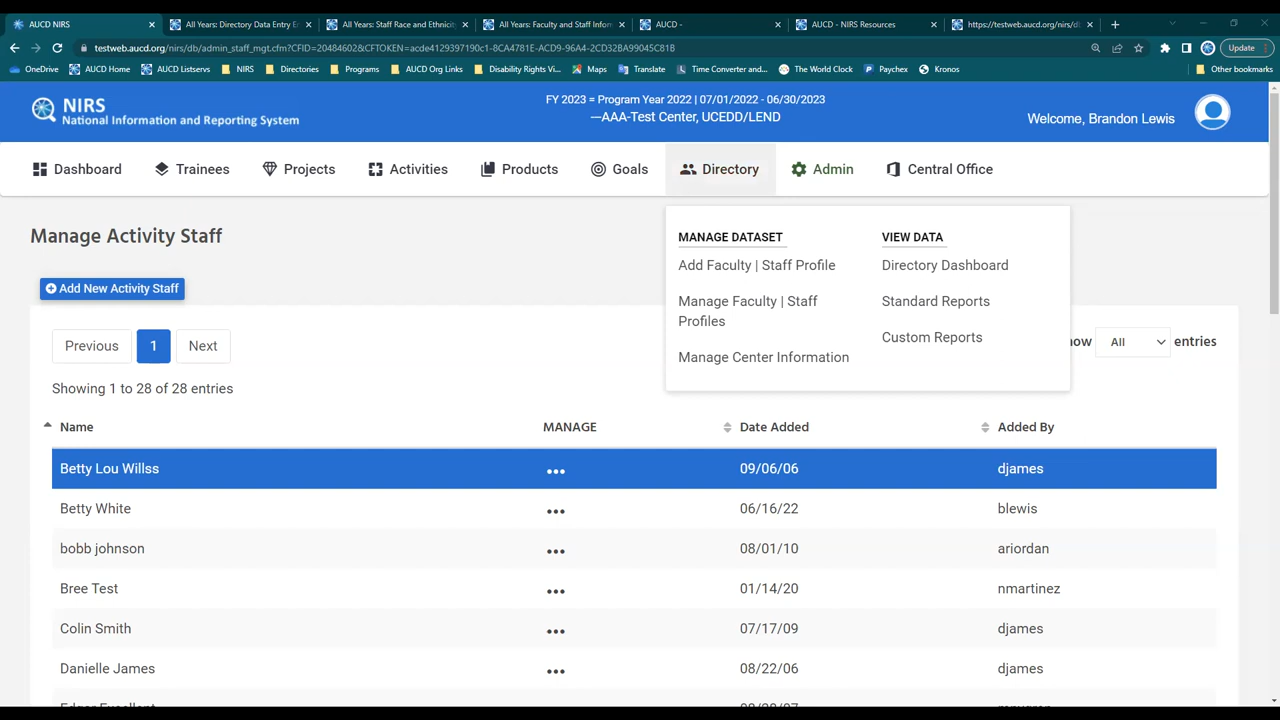 AUCD NIRS
All Years: Directory Data Entry E
All Years: Staff Race and Ethnicit
All Years: Faculty and Staff Infor
AUCD -
AUCD - NIRS Resources
https://testweb.aucd.org/nirs/db
testweb.aucd.org/nirs/db/admin_staff_mgt.cfm?CFID=20484602&CFTOKEN=acde4129397190c1-8CA4781E-ACD9-96A4-2CD32BA99045C81B
Update
OneDrive
AUCD Home
AUCD Listservs
NIRS
Directories
Programs
AUCD Org Links
Disability Rights Vi...
Maps
Translate
Time Converter and...
The World Clock
Paychex
Kronos
Other bookmarks
NIRS
National Information and Reporting System
FY 2023 = Program Year 2022 | 07/01/2022 - 06/30/2023
—AAA-Test Center, UCEDD/LEND
Welcome, Brandon Lewis
Dashboard
Trainees
Projects
Activities
Products
Goals
Directory
Admin
Central Office
Manage Activity Staff
MANAGE DATASET
Add Faculty | Staff Profile
Manage Faculty | Staff
Profiles
Manage Center Information
VIEW DATA
Directory Dashboard
Standard Reports
Custom Reports
Add New Activity Staff
Previous 1 Next
All entries
Showing 1 to 28 of 28 entries
Name MANAGE Date Added Added By
Betty Lou Willss ••• 09/06/06 djames
Betty White ••• 06/16/22 blewis
bobb johnson ••• 08/01/10 ariordan
Bree Test ••• 01/14/20 nmartinez
Colin Smith ••• 07/17/09 djames
Danielle James ••• 08/22/06 djames